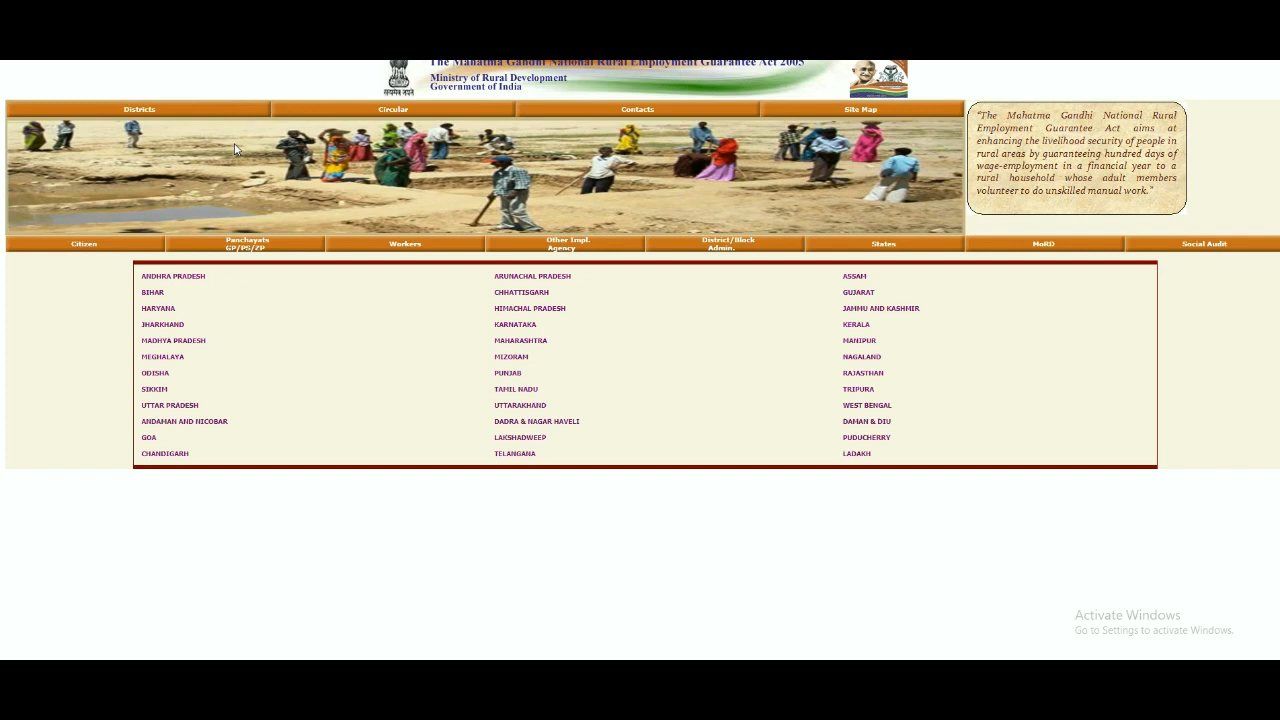 The Mahatma Gandhi National Rural Employment Guarantee Act 2005
Ministry of Rural Development
Government of India
सत्यमेव जयते
Districts
Circular
Contacts
Site Map
"The Mahatma Gandhi National Rural
Employment Guarantee Act aims at
enhancing the livelihood security of people in
rural areas by guaranteeing hundred days of
wage-employment in a financial year to a
rural household whose adult members
volunteer to do unskilled manual work."
Citizen
Panchayats
GP/PS/ZP
Workers
Other Impl.
Agency
District/Block
Admin.
States
MoRD
Social Audit
ANDHRA PRADESH
ARUNACHAL PRADESH
ASSAM
BIHAR
CHHATTISGARH
GUJARAT
HARYANA
HIMACHAL PRADESH
JAMMU AND KASHMIR
JHARKHAND
KARNATAKA
KERALA
MADHYA PRADESH
MAHARASHTRA
MANIPUR
MEGHALAYA
MIZORAM
NAGALAND
ODISHA
PUNJAB
RAJASTHAN
SIKKIM
TAMIL NADU
TRIPURA
UTTAR PRADESH
UTTARAKHAND
WEST BENGAL
ANDAMAN AND NICOBAR
DADRA & NAGAR HAVELI
DAMAN & DIU
GOA
LAKSHADWEEP
PUDUCHERRY
CHANDIGARH
TELANGANA
LADAKH
Activate Windows
Go to Settings to activate Windows.